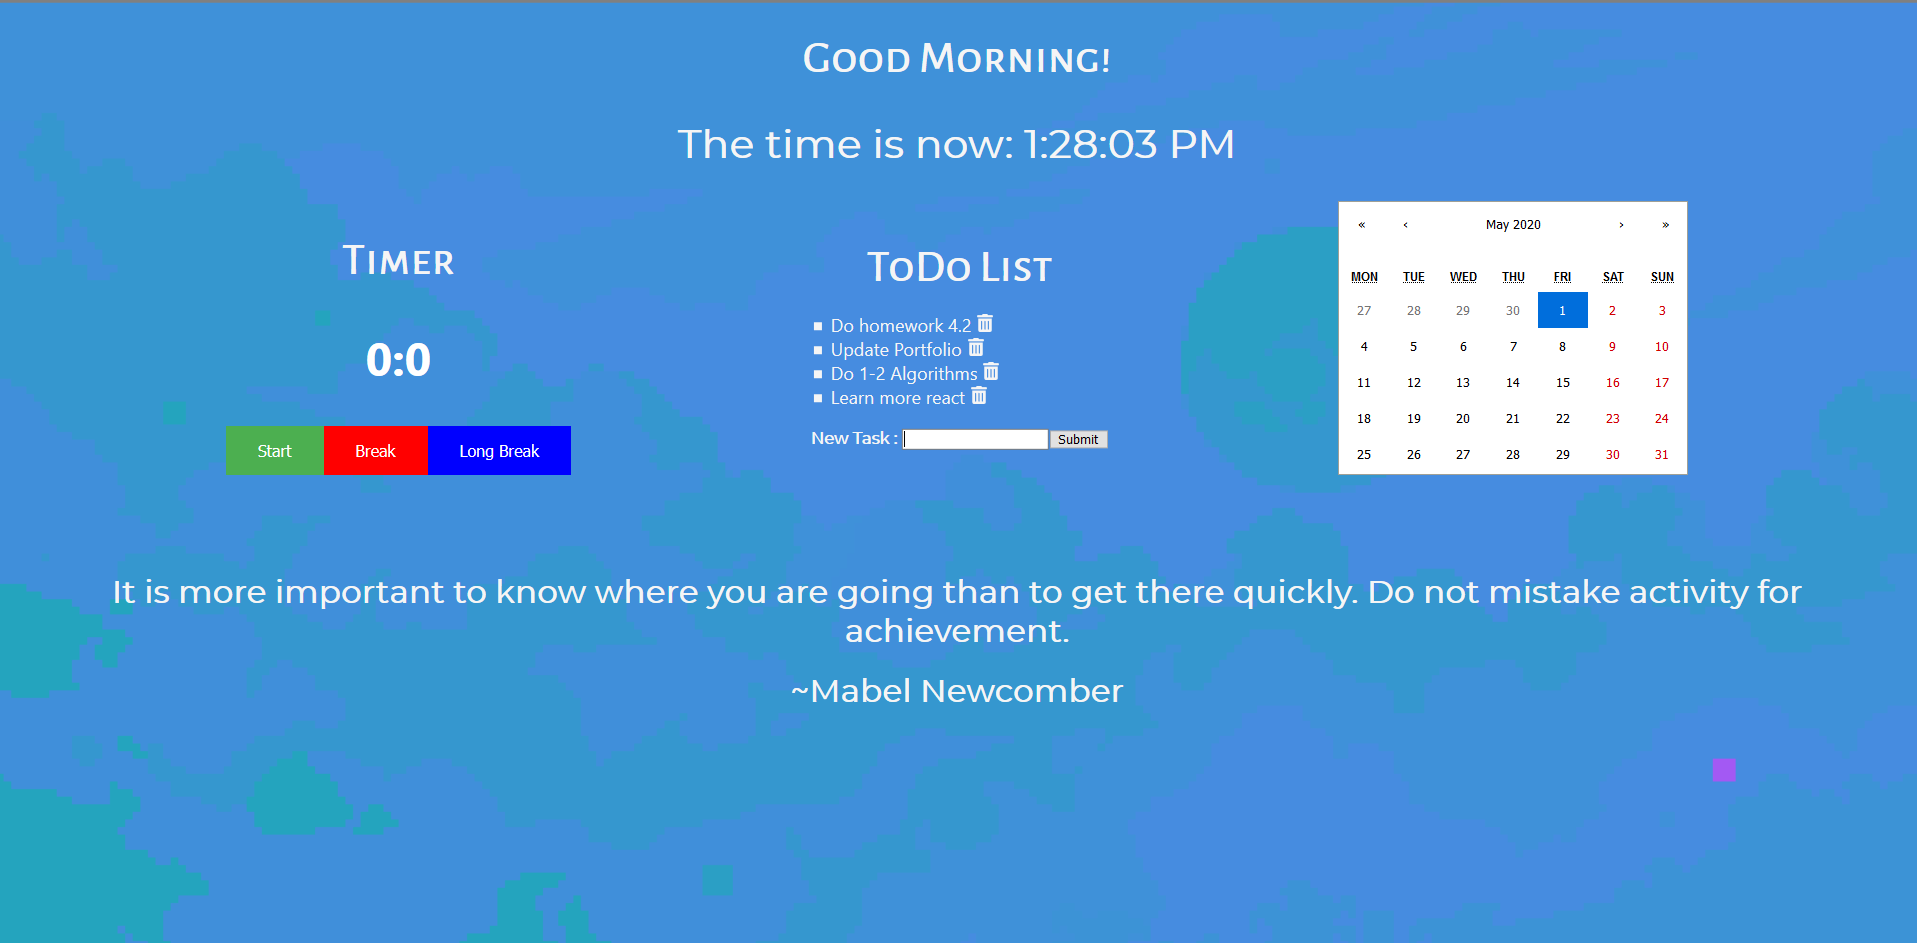 Good Morning!
The time is now: 1:28:03 PM
Timer
0:0
Start Break Long Break
ToDo List
Do homework 4.2
Update Portfolio
Do 1-2 Algorithms
Learn more react
New Task : Submit
« ‹ May 2020 › »
MON TUE WED THU FRI SAT SUN
27 28 29 30 1 2 3
4 5 6 7 8 9 10
11 12 13 14 15 16 17
18 19 20 21 22 23 24
25 26 27 28 29 30 31
It is more important to know where you are going than to get there quickly. Do not mistake activity for
achievement.
~Mabel Newcomber